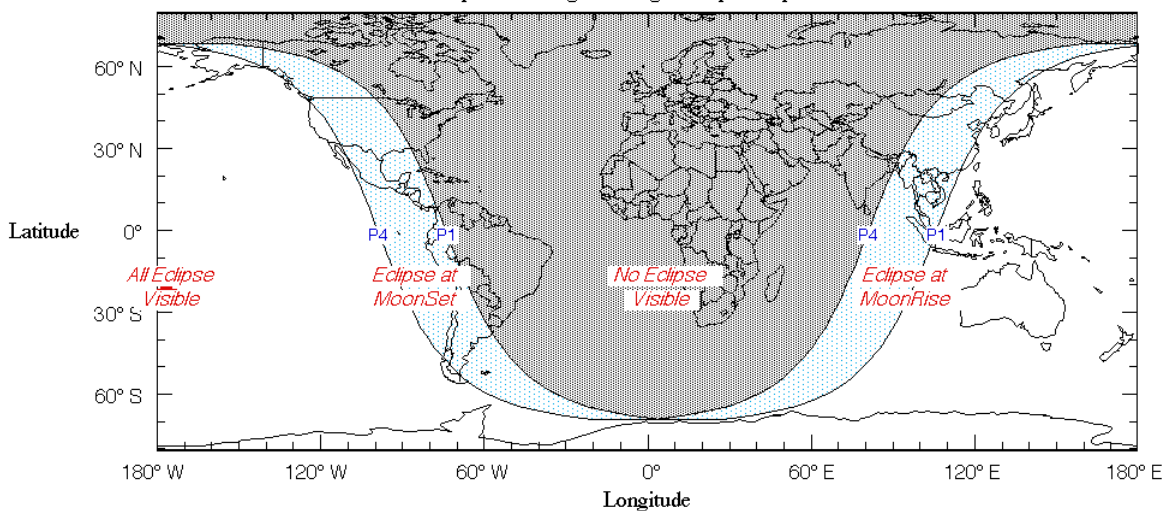 60° N
30° N
Latitude
0°
P4
P1
P4
P1
All Eclipse
Visible
Eclipse at
MoonSet
No Eclipse
Visible
Eclipse at
MoonRise
30° S
60° S
180° W
120° W
60° W
0°
60° E
120° E
180° E
Longitude